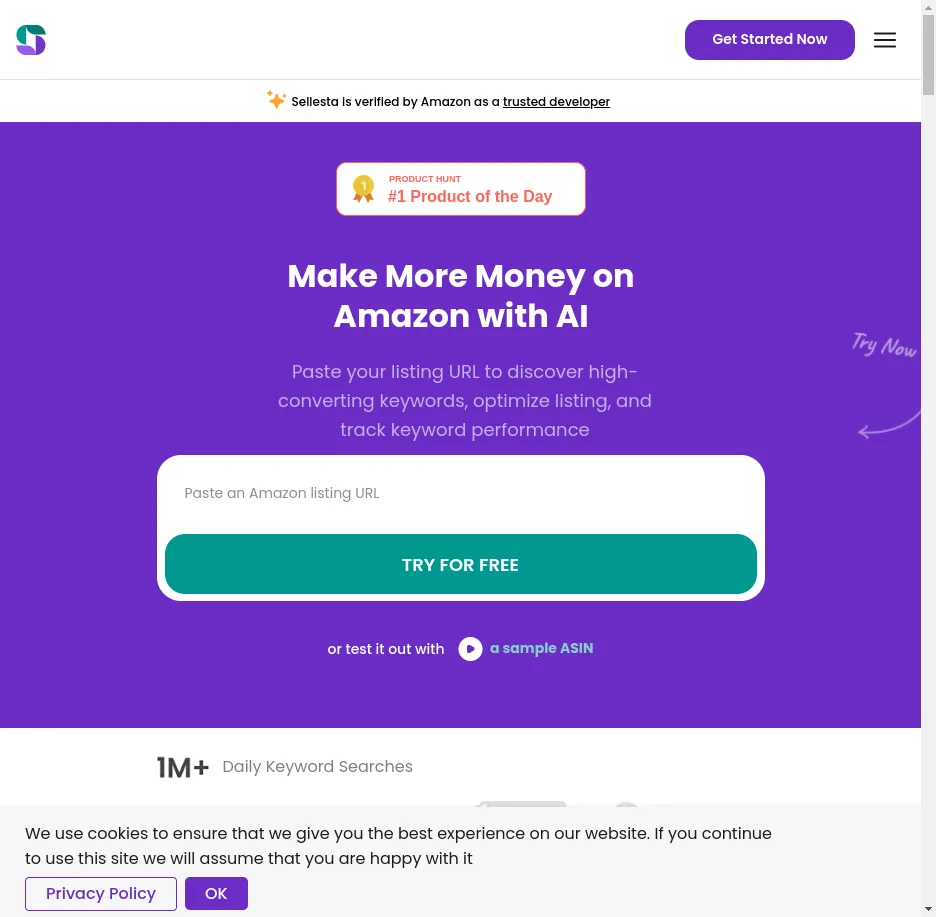 Get Started Now
Sellesta is verified by Amazon as a trusted developer
1
PRODUCT HUNT
#1 Product of the Day
Make More Money on
Amazon with AI
Try Now
Paste your listing URL to discover high-
converting keywords, optimize listing, and
track keyword performance
Paste an Amazon listing URL
TRY FOR FREE
or test it out with a sample ASIN
1M+ Daily Keyword Searches
We use cookies to ensure that we give you the best experience on our website. If you continue
to use this site we will assume that you are happy with it
Privacy Policy OK